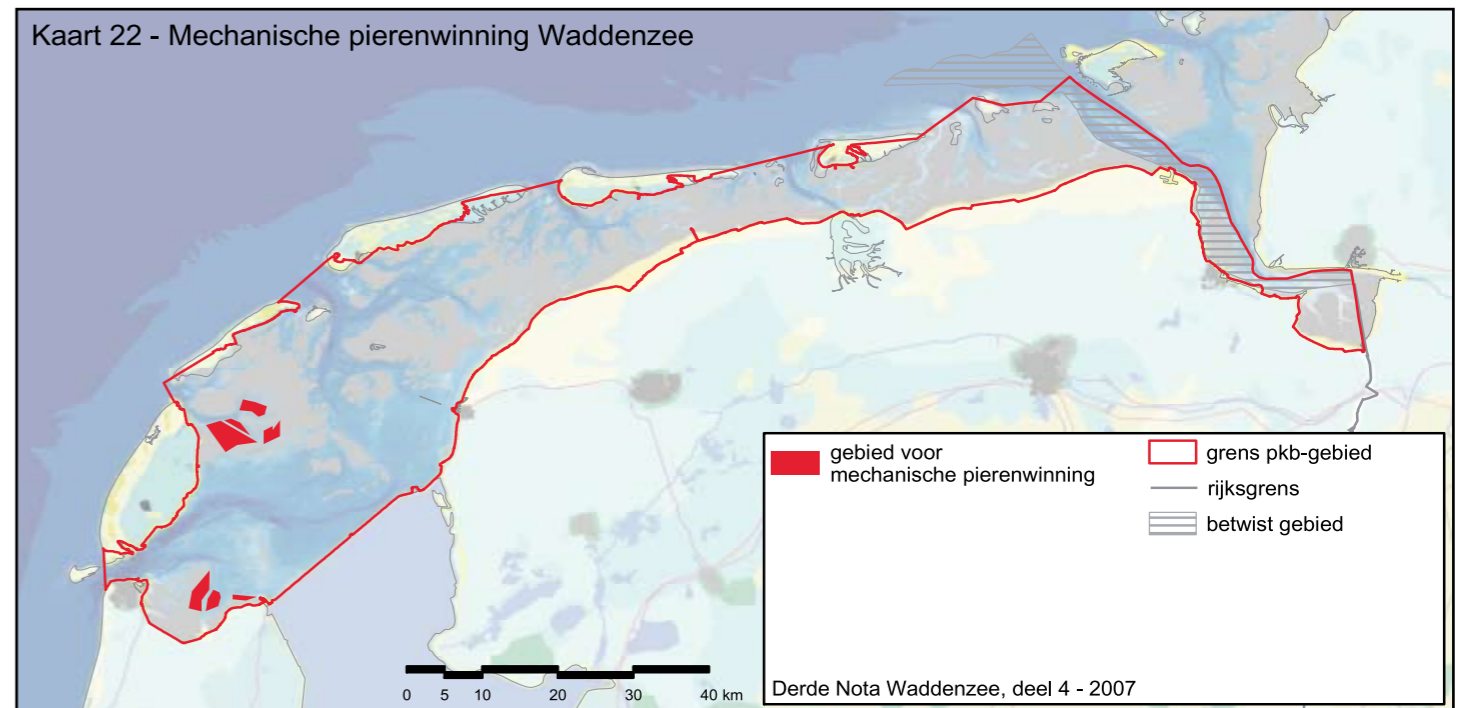 Kaart 22 - Mechanische pierenwinning Waddenzee
gebied voor
mechanische pierenwinning
grens pkb-gebied
rijksgrens
betwist gebied
0 5 10 20 30 40 km
Derde Nota Waddenzee, deel 4 - 2007